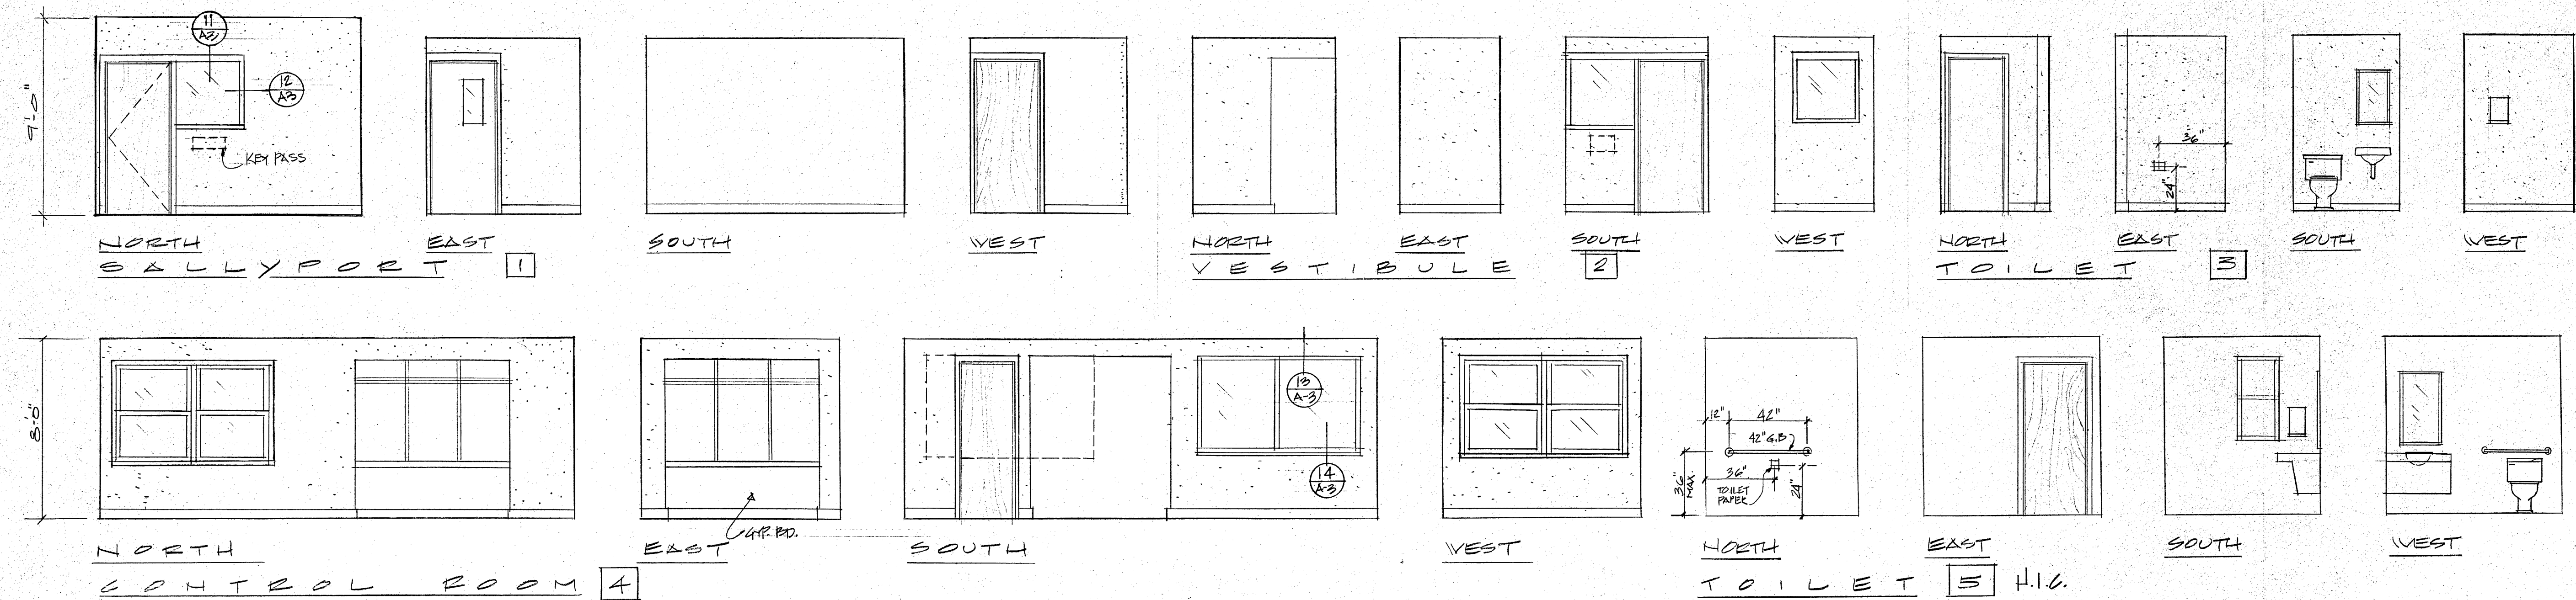 9'-0"
11
A3
12
A3
KEY PASS
NORTH
EAST
SOUTH
WEST
SALLYPORT 1
NORTH
EAST
SOUTH
WEST
VESTIBULE 2
36"
24"
NORTH
EAST
SOUTH
WEST
TOILET 3
8'-0"
GYP. BD.
13
A-3
14
A-3
NORTH
EAST
SOUTH
WEST
CONTROL ROOM 4
12"
42"
42" G.B
36"
36" MAX.
TOILET
PAPER
24"
NORTH
EAST
SOUTH
WEST
TOILET 5 H.I.C.